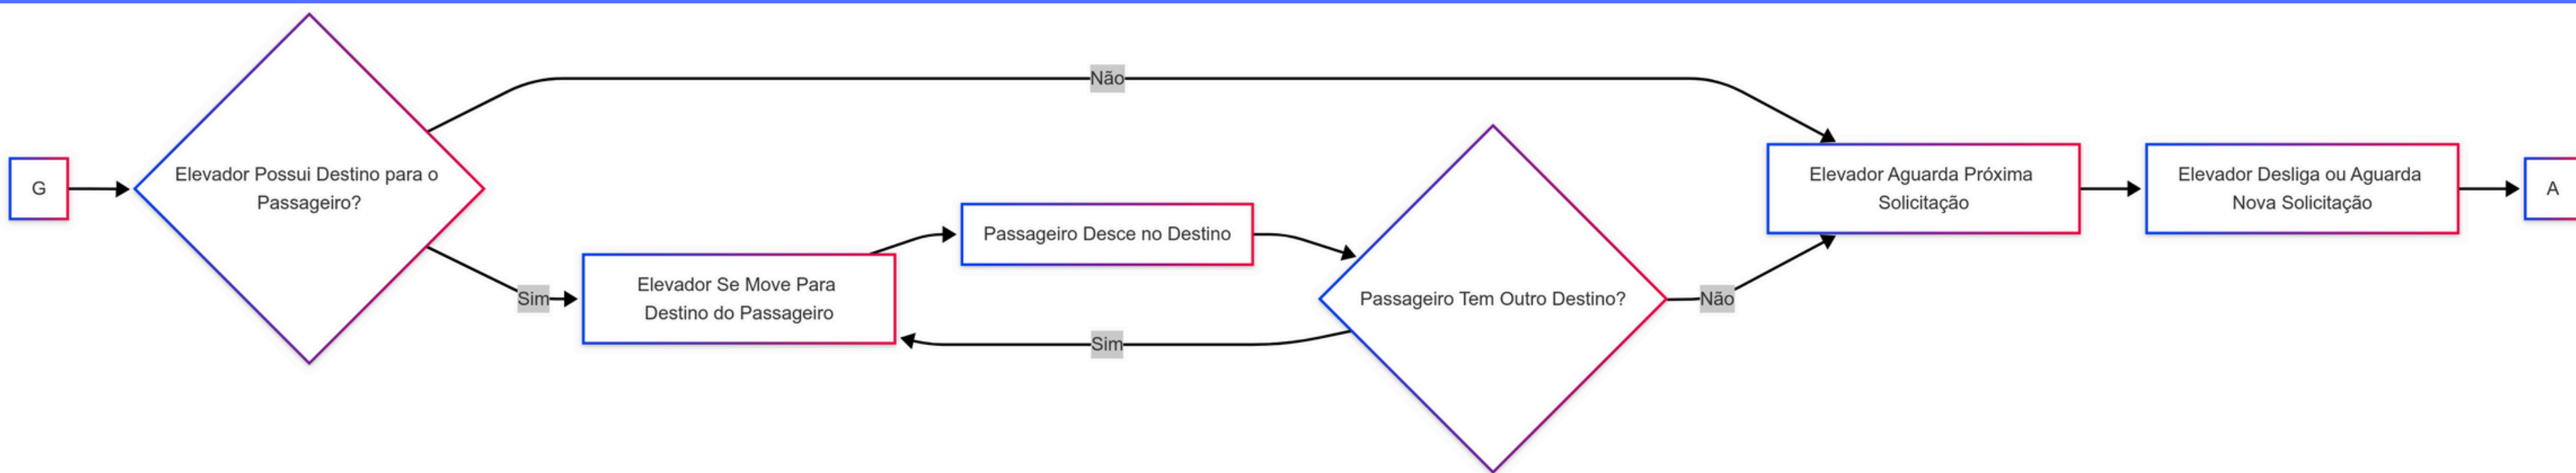 G
Elevador Possui Destino para o
Passageiro?
Não
Sim
Elevador Se Move Para
Destino do Passageiro
Passageiro Desce no Destino
Sim
Passageiro Tem Outro Destino?
Não
Elevador Aguarda Próxima
Solicitação
Elevador Desliga ou Aguarda
Nova Solicitação
A